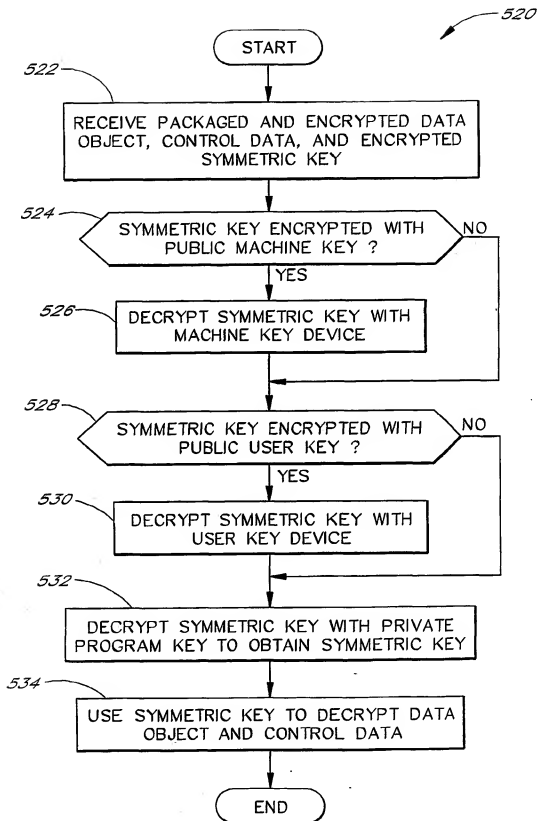 520
START
522
RECEIVE PACKAGED AND ENCRYPTED DATA
OBJECT, CONTROL DATA, AND ENCRYPTED
SYMMETRIC KEY
524
SYMMETRIC KEY ENCRYPTED WITH
PUBLIC MACHINE KEY ?
NO
YES
526
DECRYPT SYMMETRIC KEY WITH
MACHINE KEY DEVICE
528
SYMMETRIC KEY ENCRYPTED WITH
PUBLIC USER KEY ?
NO
YES
530
DECRYPT SYMMETRIC KEY WITH
USER KEY DEVICE
532
DECRYPT SYMMETRIC KEY WITH PRIVATE
PROGRAM KEY TO OBTAIN SYMMETRIC KEY
534
USE SYMMETRIC KEY TO DECRYPT DATA
OBJECT AND CONTROL DATA
END